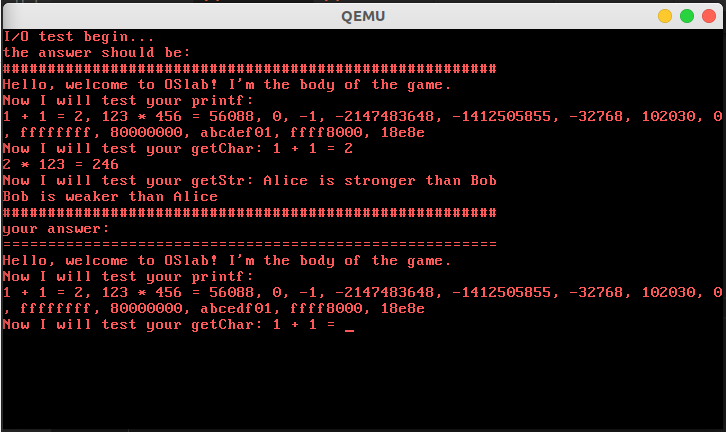 QEMU
I/O test begin...
the answer should be:
#######################################################
Hello, welcome to OSlab! I'm the body of the game.
Now I will test your printf:
1 + 1 = 2, 123 * 456 = 56088, 0, -1, -2147483648, -1412505855, -32768, 102030, 0
, ffffffff, 80000000, abcdef01, ffff8000, 18e8e
Now I will test your getChar: 1 + 1 = 2
2 * 123 = 246
Now I will test your getStr: Alice is stronger than Bob
Bob is weaker than Alice
#######################################################
your answer:
=======================================================
Hello, welcome to OSlab! I'm the body of the game.
Now I will test your printf:
1 + 1 = 2, 123 * 456 = 56088, 0, -1, -2147483648, -1412505855, -32768, 102030, 0
, ffffffff, 80000000, abcedf01, ffff8000, 18e8e
Now I will test your getChar: 1 + 1 = _